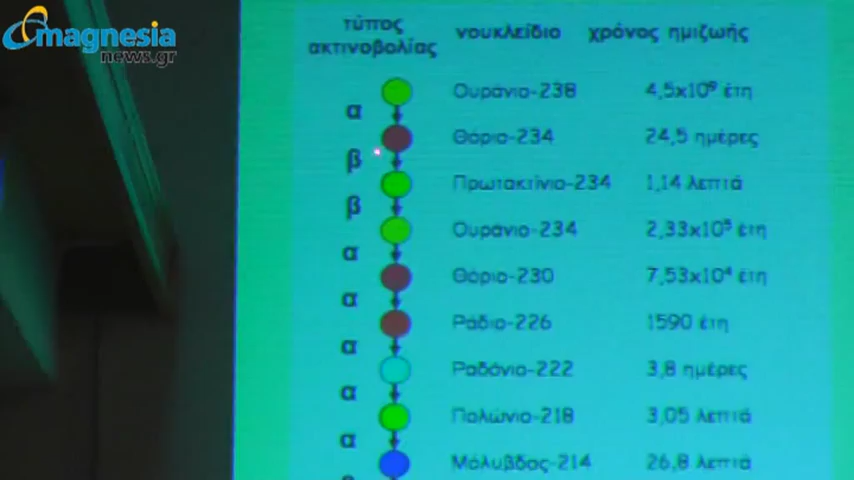 magnesia
news.gr
τύπος ακτινοβολίας νουκλείδιο χρόνος ημιζωής
Ουράνιο-238 4,5x10⁹ έτη
α
Θόριο-234 24,5 ημέρες
β
Πρωτακτίνιο-234 1,14 λεπτά
β
Ουράνιο-234 2,33x10⁵ έτη
α
Θόριο-230 7,53x10⁴ έτη
α
Ράδιο-226 1590 έτη
α
Ραδόνιο-222 3,8 ημέρες
α
Πολώνιο-218 3,05 λεπτά
α
Μόλυβδος-214 26,8 λεπτά